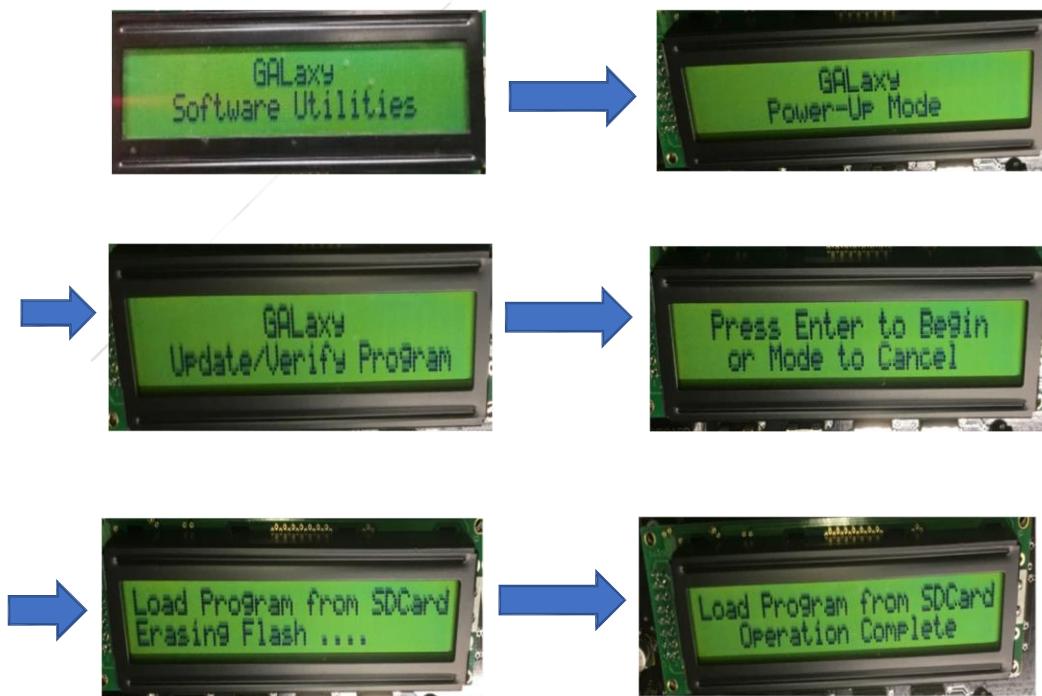 GALaxy
Software Utilities
GALaxy
Power-Up Mode
GALaxy
Update/Verify Program
Press Enter to Begin
or Mode to Cancel
Load Program from SDCard
Erasing Flash ....
Load Program from SDCard
Operation Complete